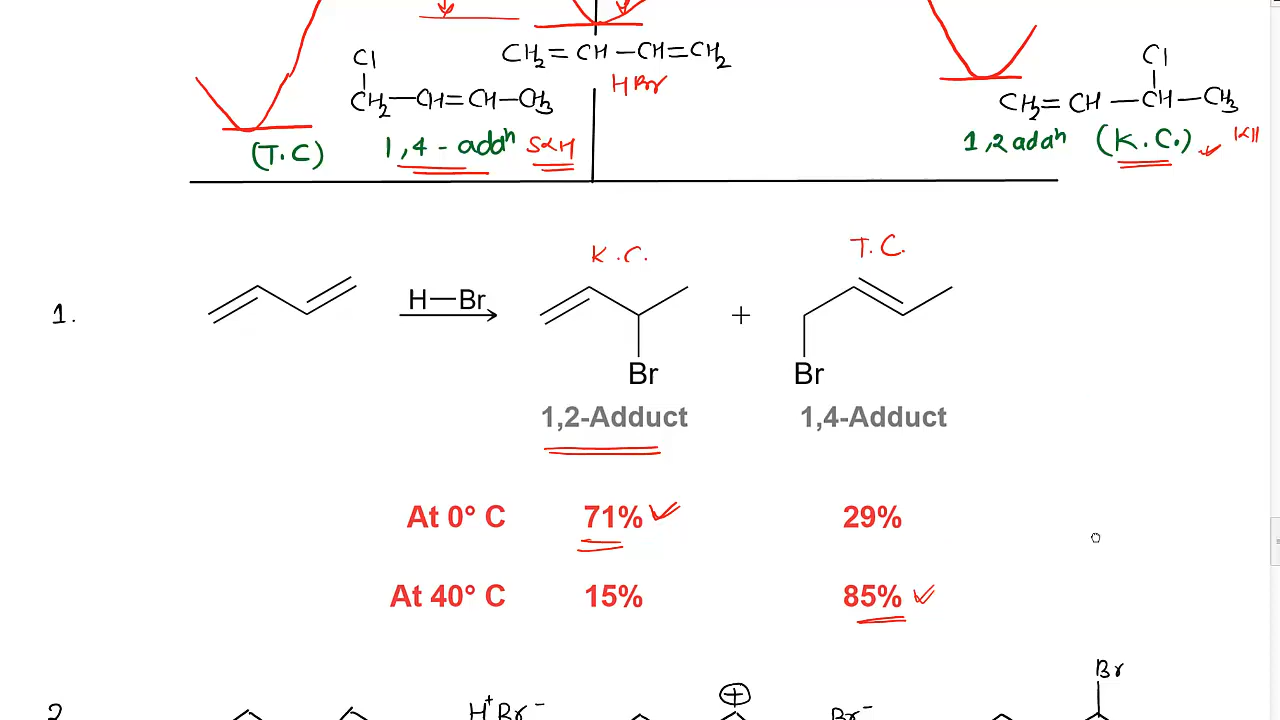 Cl
CH2—CH=CH—CH3
CH2=CH—CH=CH2
HBr
Cl
CH2=CH—CH—CH3
(T.C)
1,4-addn
S∝H
1,2 addn (K.C.)
K.C.
T.C.
1.
H—Br
+
Br
Br
1,2-Adduct
1,4-Adduct
At 0° C 71% 29%
At 40° C 15% 85%
Br
2
H+Br−
+
Br−